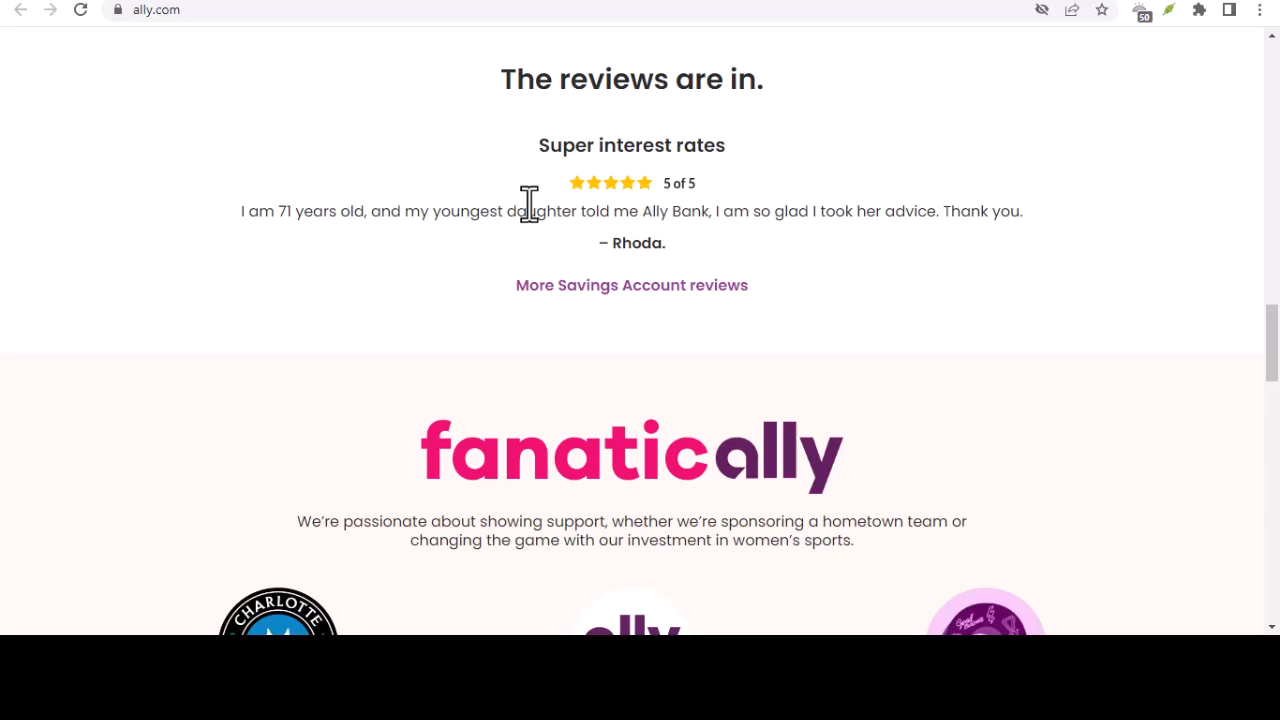 ally.com
50
The reviews are in.
Super interest rates
5 of 5
I am 71 years old, and my youngest daughter told me Ally Bank, I am so glad I took her advice. Thank you.
– Rhoda.
More Savings Account reviews
fanatically
We’re passionate about showing support, whether we’re sponsoring a hometown team or
changing the game with our investment in women’s sports.
CHARLOTTE
ally